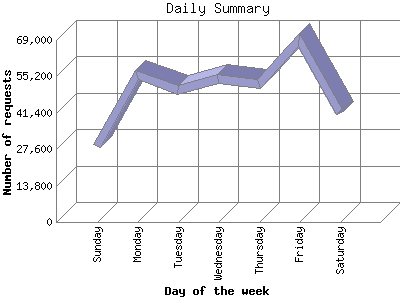 Daily Summary
69,000
55,200
41,400
27,600
13,800
0
Number of requests
Sunday
Monday
Tuesday
Wednesday
Thursday
Friday
Saturday
Day of the week